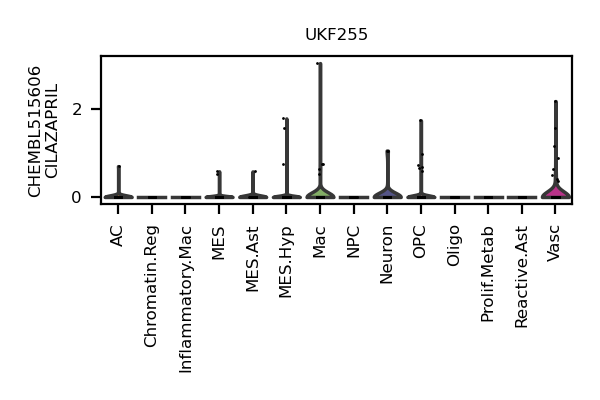 UKF255
CHEMBL515606
CILAZAPRIL
2
0
AC
Chromatin.Reg
Inflammatory.Mac
MES
MES.Ast
MES.Hyp
Mac
NPC
Neuron
OPC
Oligo
Prolif.Metab
Reactive.Ast
Vasc